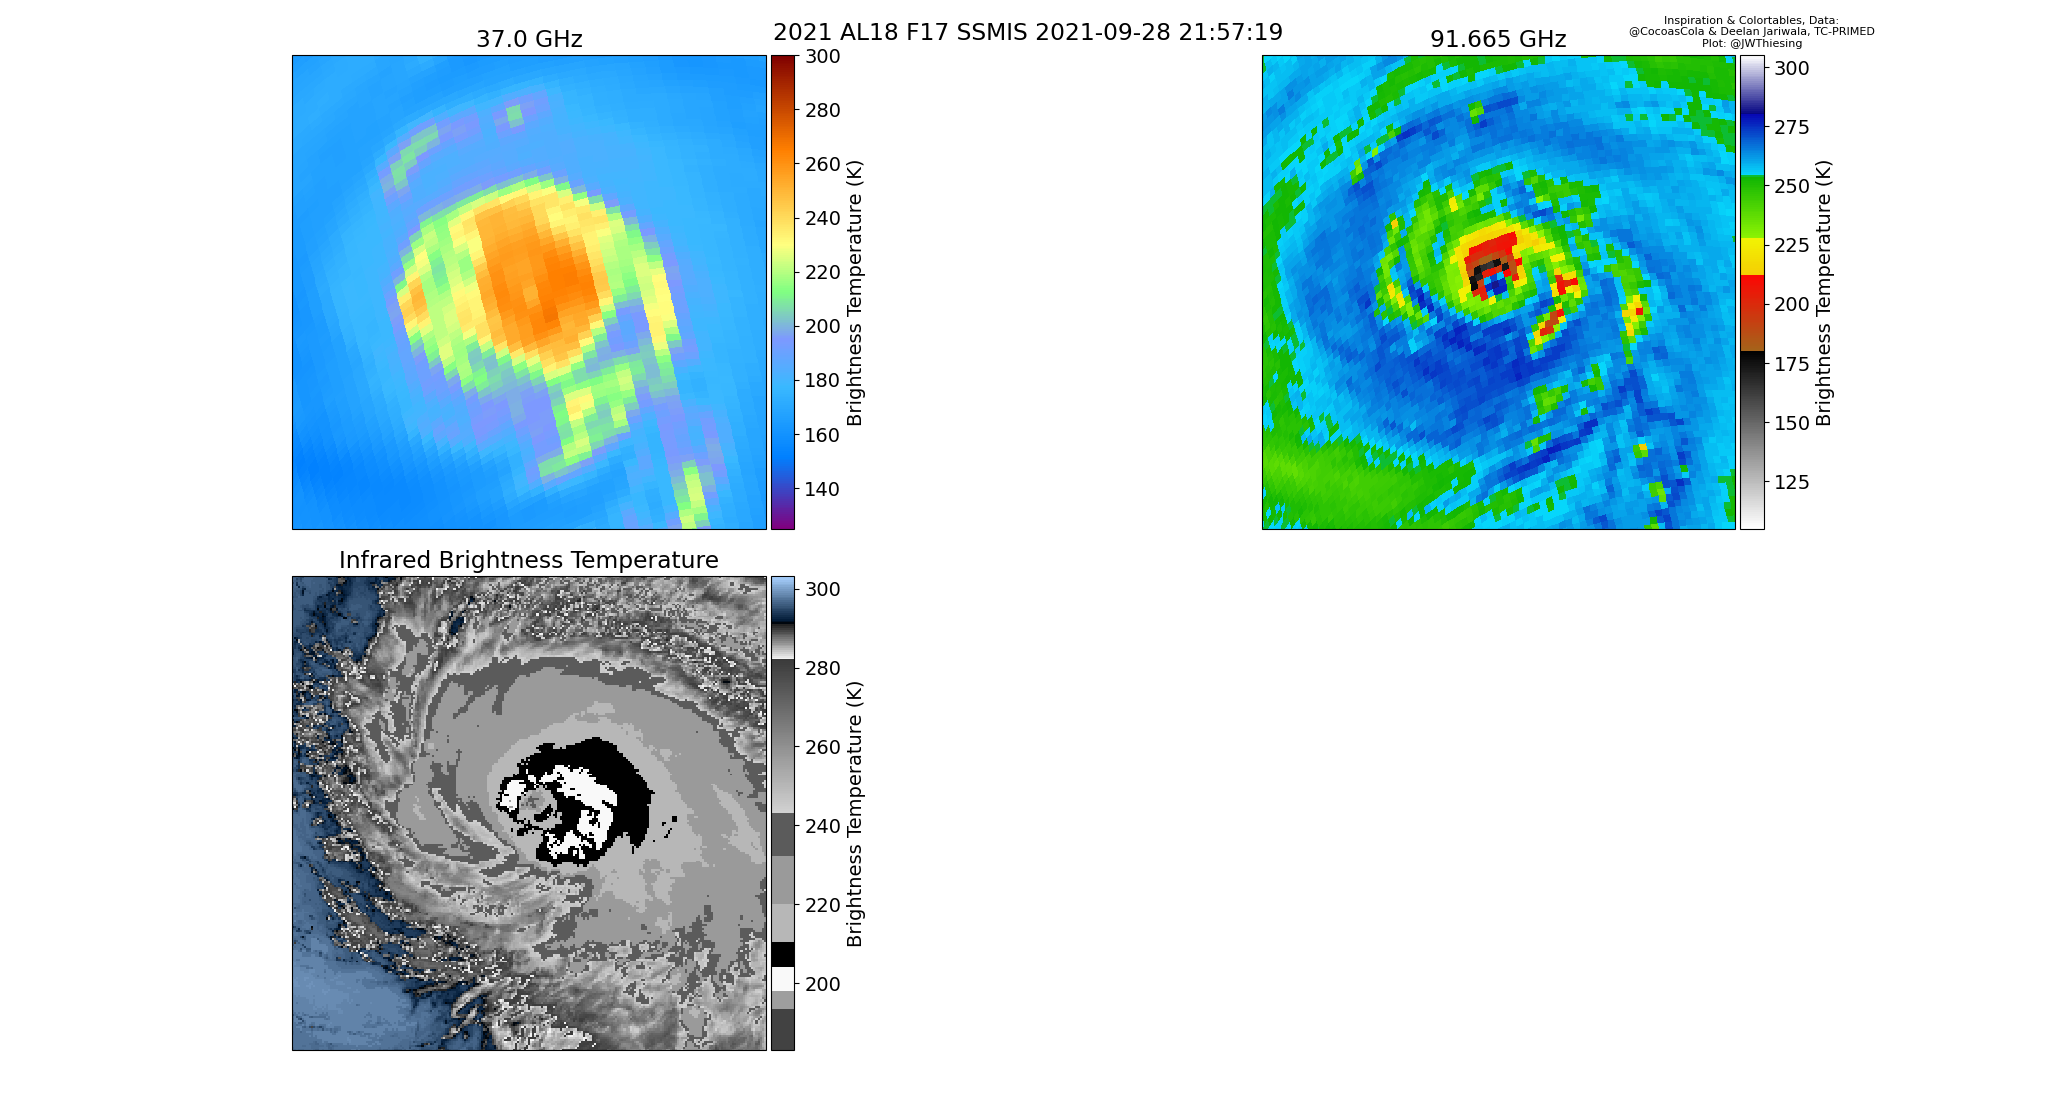 2021 AL18 F17 SSMIS 2021-09-28 21:57:19
Inspiration & Colortables, Data:
@CocoasCola & Deelan Jariwala, TC-PRIMED
Plot: @JWThiesing
37.0 GHz
300
280
260
240
220
200
180
160
140
Brightness Temperature (K)
91.665 GHz
300
275
250
225
200
175
150
125
Brightness Temperature (K)
Infrared Brightness Temperature
300
280
260
240
220
200
Brightness Temperature (K)